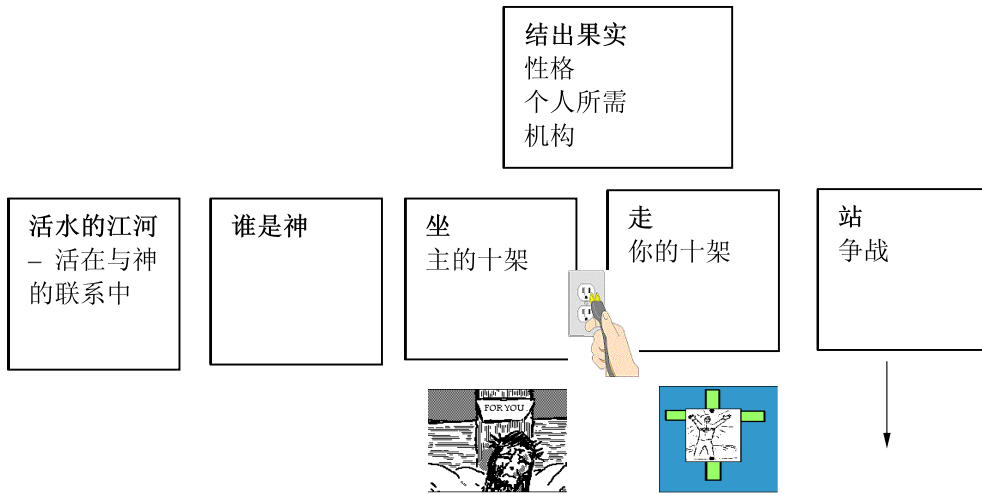 结出果实
性格
个人所需
机构
活水的江河
– 活在与神
的联系中
谁是神
坐
主的十架
走
你的十架
站
争战
FOR YOU